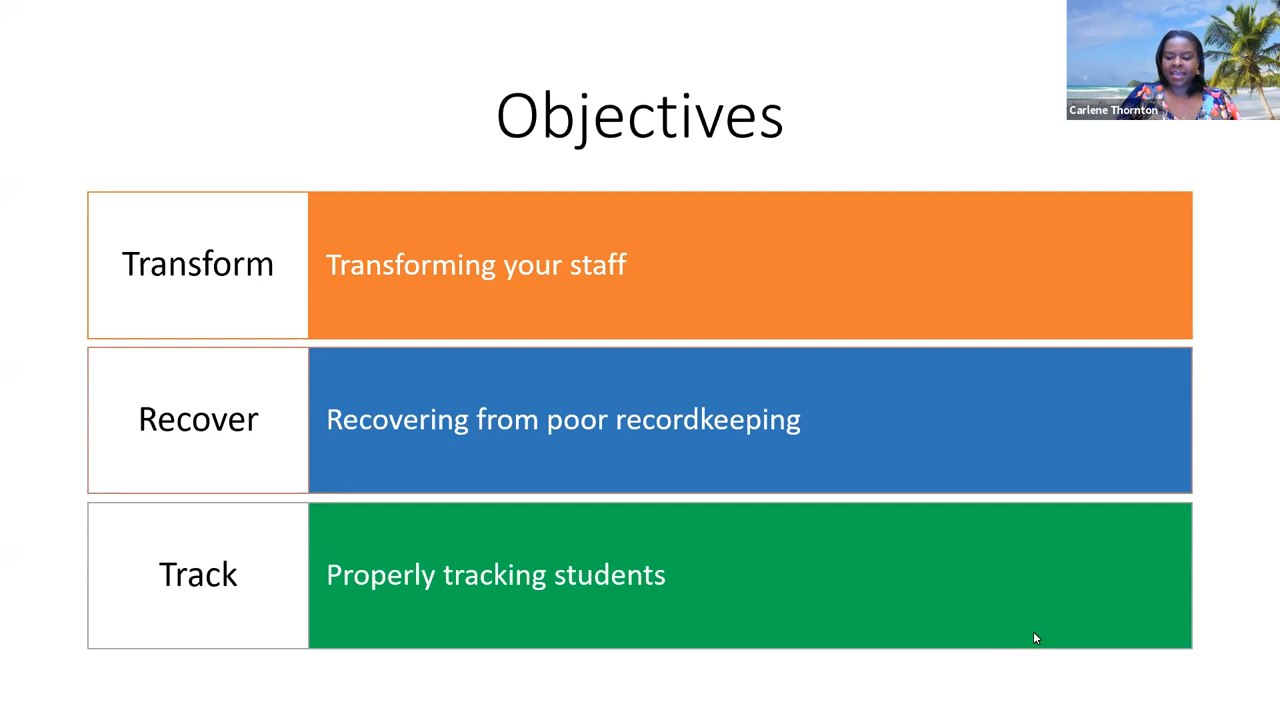 Carlene Thornton
Objectives
Transform
Transforming your staff
Recover
Recovering from poor recordkeeping
Track
Properly tracking students